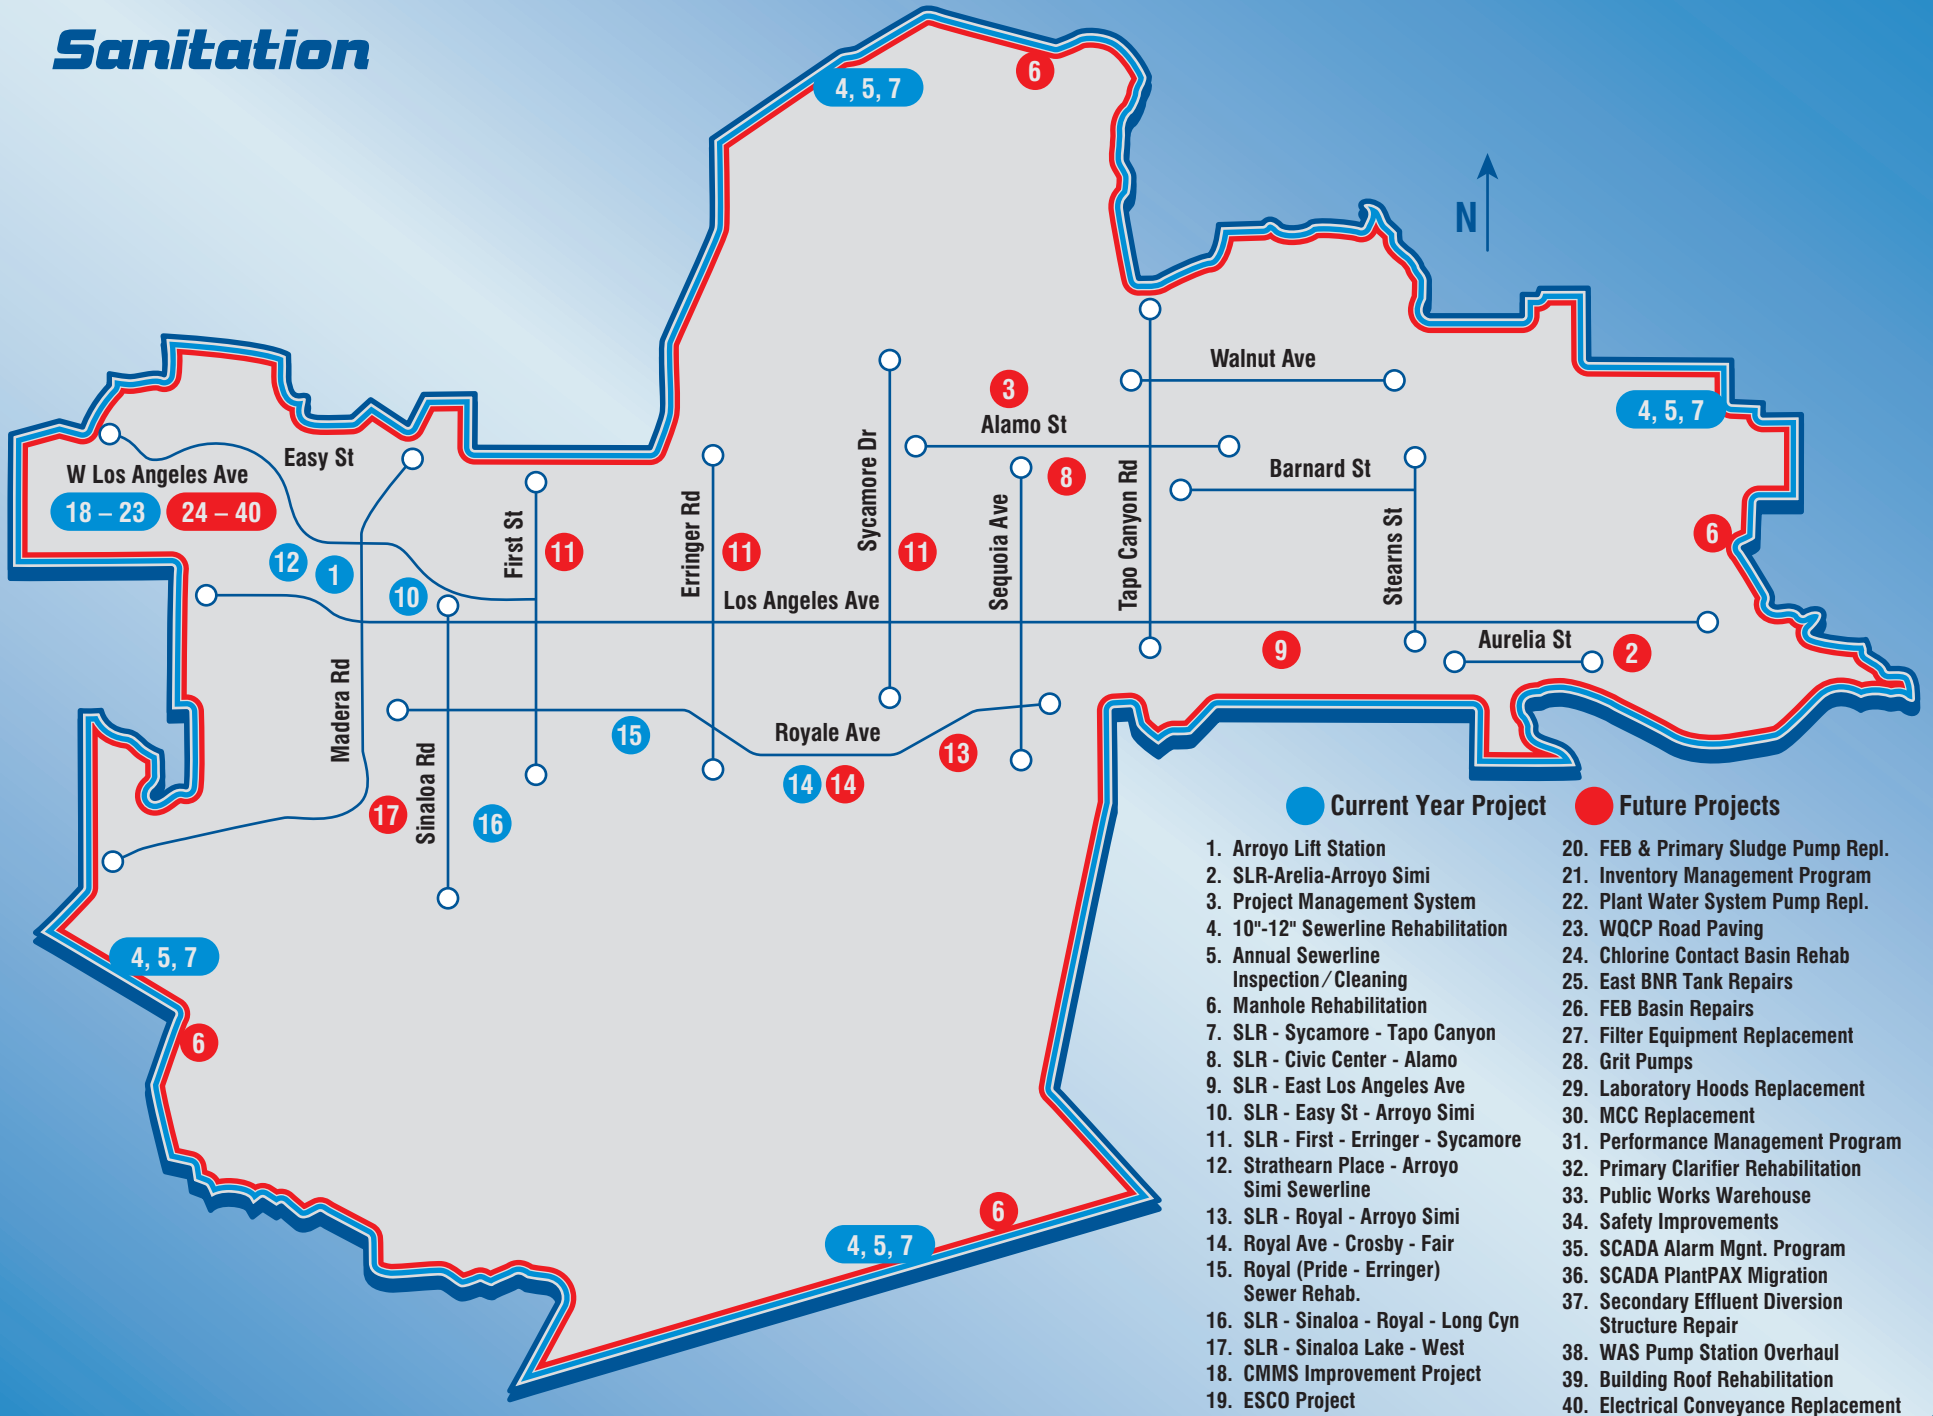 Sanitation
4, 5, 7
6
N
Walnut Ave
3
Alamo St
4, 5, 7
Easy St
W Los Angeles Ave
18 – 23
24 – 40
Sycamore Dr
8
Barnard St
Tapo Canyon Rd
First St
Erringer Rd
Sequoia Ave
Stearns St
6
12
1
11
11
11
10
Los Angeles Ave
Aurelia St
9
2
Madera Rd
15
Royale Ave
13
Sinaloa Rd
14
14
17
16
4, 5, 7
6
6
4, 5, 7
Current Year Project
Future Projects
1. Arroyo Lift Station
2. SLR-Arelia-Arroyo Simi
3. Project Management System
4. 10"-12" Sewerline Rehabilitation
5. Annual Sewerline
Inspection/Cleaning
6. Manhole Rehabilitation
7. SLR - Sycamore - Tapo Canyon
8. SLR - Civic Center - Alamo
9. SLR - East Los Angeles Ave
10. SLR - Easy St - Arroyo Simi
11. SLR - First - Erringer - Sycamore
12. Strathearn Place - Arroyo
Simi Sewerline
13. SLR - Royal - Arroyo Simi
14. Royal Ave - Crosby - Fair
15. Royal (Pride - Erringer)
Sewer Rehab.
16. SLR - Sinaloa - Royal - Long Cyn
17. SLR - Sinaloa Lake - West
18. CMMS Improvement Project
19. ESCO Project
20. FEB & Primary Sludge Pump Repl.
21. Inventory Management Program
22. Plant Water System Pump Repl.
23. WQCP Road Paving
24. Chlorine Contact Basin Rehab
25. East BNR Tank Repairs
26. FEB Basin Repairs
27. Filter Equipment Replacement
28. Grit Pumps
29. Laboratory Hoods Replacement
30. MCC Replacement
31. Performance Management Program
32. Primary Clarifier Rehabilitation
33. Public Works Warehouse
34. Safety Improvements
35. SCADA Alarm Mgnt. Program
36. SCADA PlantPAX Migration
37. Secondary Effluent Diversion
Structure Repair
38. WAS Pump Station Overhaul
39. Building Roof Rehabilitation
40. Electrical Conveyance Replacement